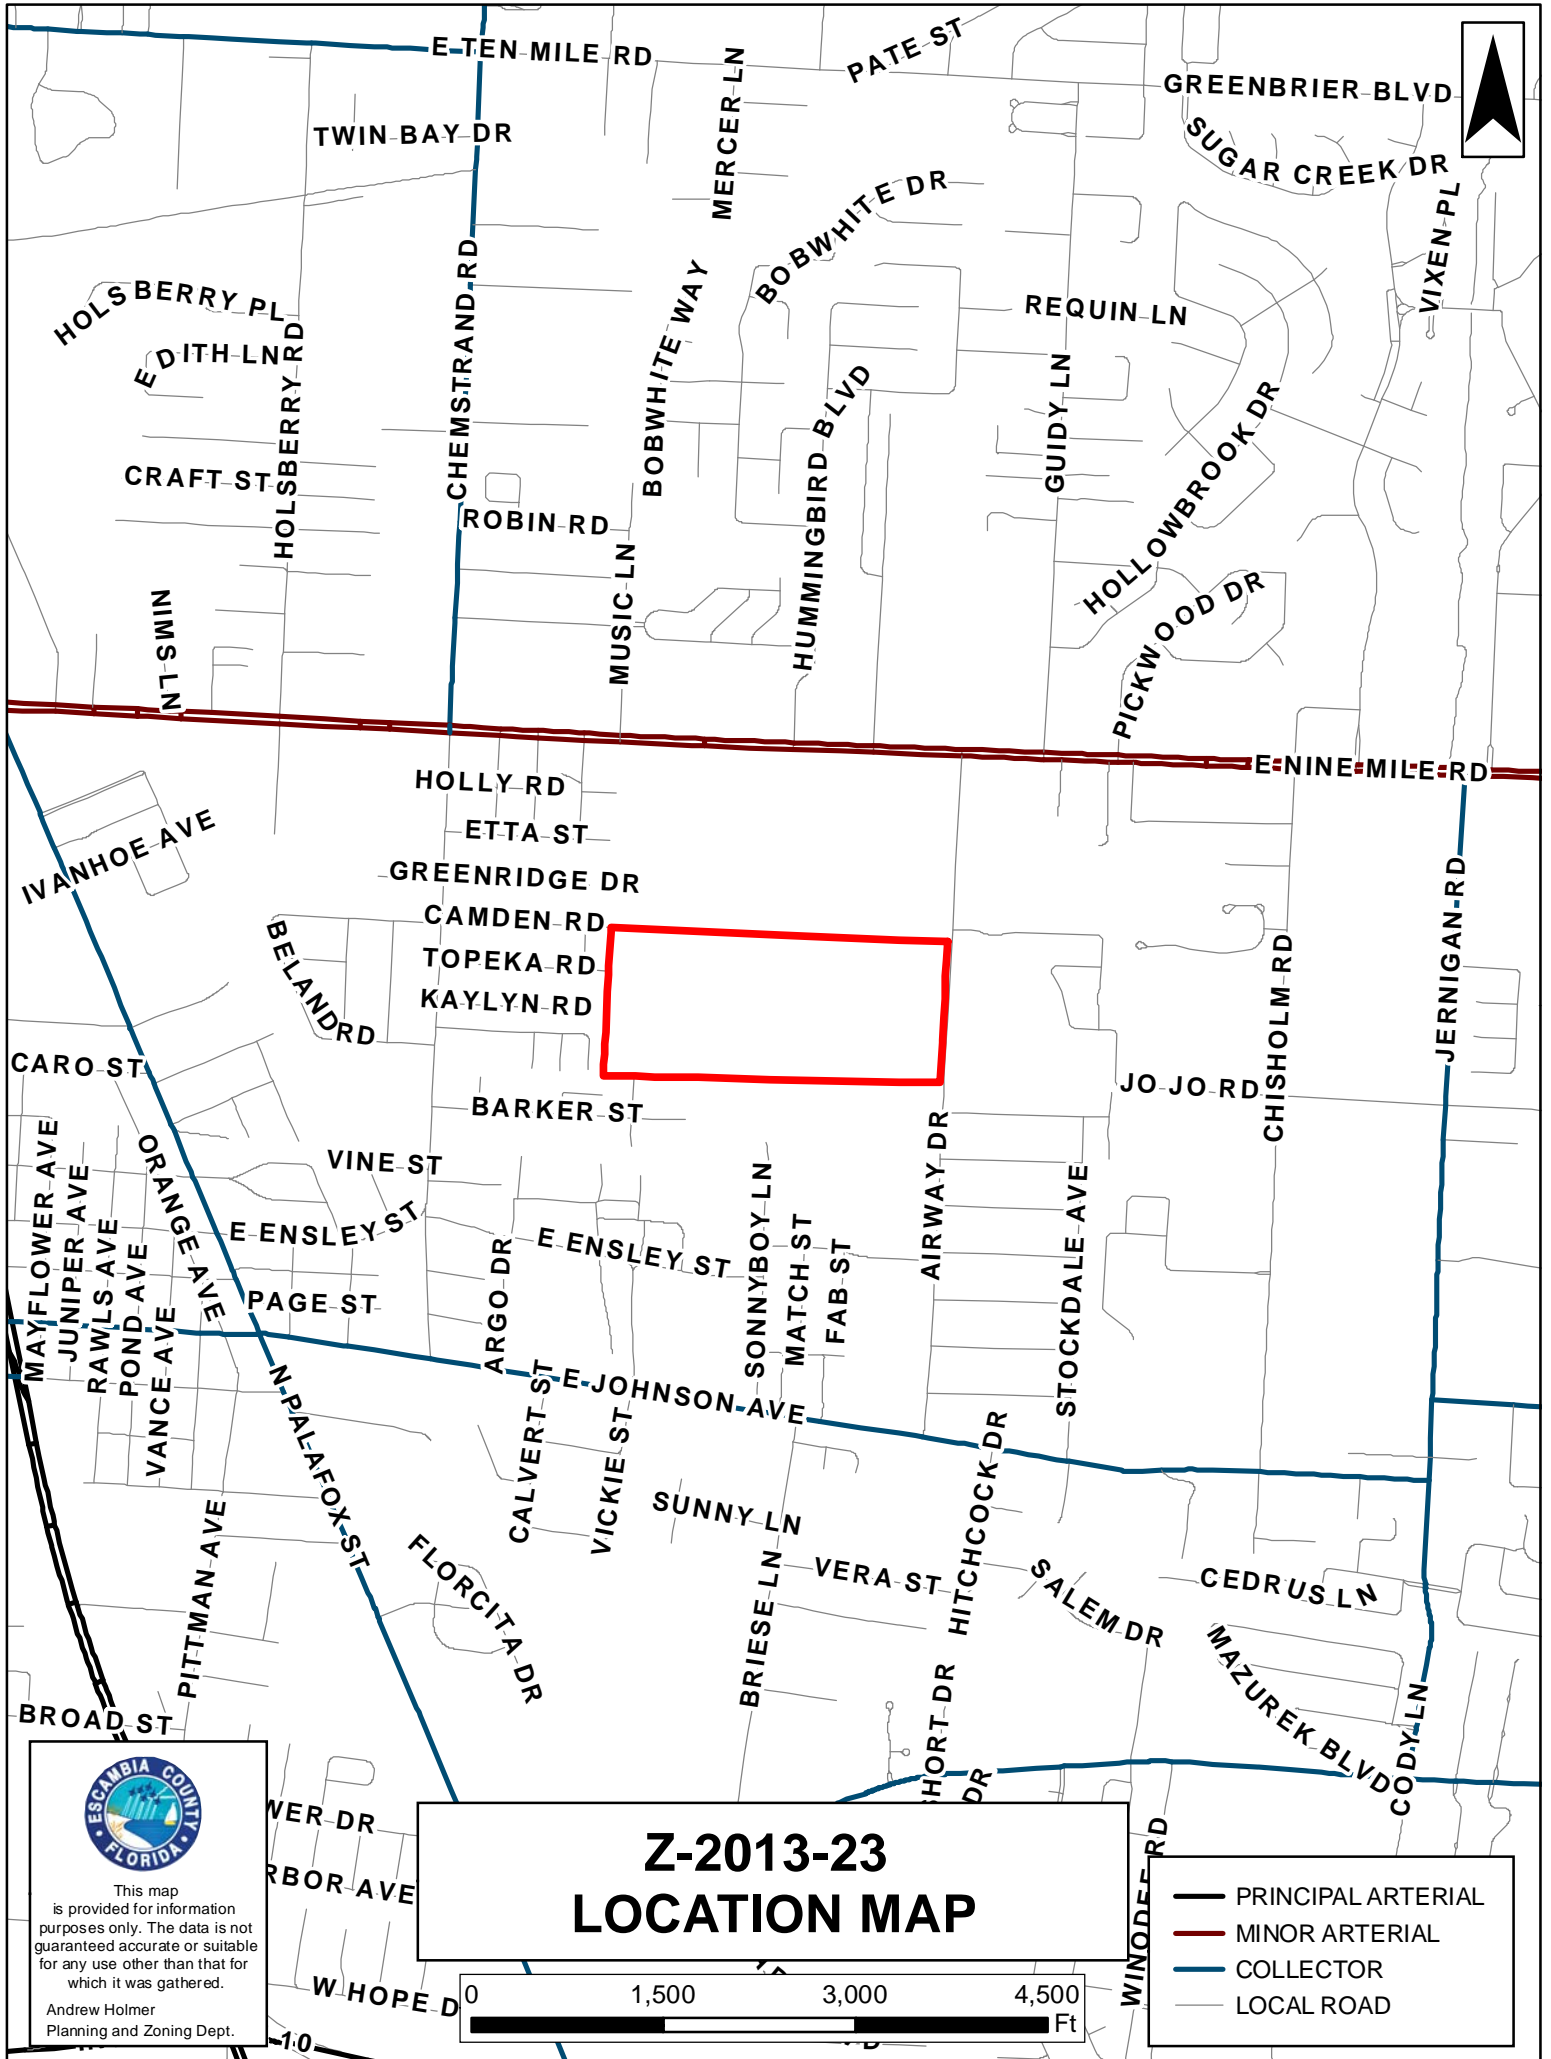 E TEN MILE RD
PATE ST
MERCER LN
GREENBRIER BLVD
TWIN BAY DR
SUGAR CREEK DR
BOBWHITE DR
VIXEN PL
CHEMSTRAND RD
BOBWHITE WAY
HOLSBERRY PL
REQUIN LN
EDITH LN
HOLSBERRY RD
GUIDY LN
HUMMINGBIRD BLVD
HOLLOWBROOK DR
CRAFT ST
ROBIN RD
MUSIC LN
NIMS LN
PICKWOOD DR
E NINE MILE RD
HOLLY RD
ETTA ST
IVANHOE AVE
GREENRIDGE DR
CAMDEN RD
TOPEKA RD
KAYLYN RD
BELAND RD
JERNIGAN RD
CHISHOLM RD
CARO ST
JO JO RD
BARKER ST
AIRWAY DR
VINE ST
ORANGE AVE
MAYFLOWER AVE
JUNIPER AVE
RAWLS AVE
POND AVE
VANCE AVE
E ENSLEY ST
E ENSLEY ST
ARGO DR
SONNYBOY LN
MATCH ST
FAB ST
STOCKDALE AVE
PAGE ST
N PALAFOX ST
E JOHNSON AVE
CALVERT ST
VICKIE ST
SUNNY LN
HITCHCOCK DR
PITTMAN AVE
FLORCITA DR
BRIESE LN
VERA ST
SALEM DR
CEDRUS LN
MAZUREK BLVD
CODY LN
SHORT DR
DR
BROAD ST
ESCAMBIA COUNTY
FLORIDA
This map
is provided for information
purposes only. The data is not
guaranteed accurate or suitable
for any use other than that for
which it was gathered.
Andrew Holmer
Planning and Zoning Dept.
WER DR
RBOR AVE
W HOPE D
10
Z-2013-23
LOCATION MAP
0 1,500 3,000 4,500
Ft
PRINCIPAL ARTERIAL
MINOR ARTERIAL
COLLECTOR
LOCAL ROAD